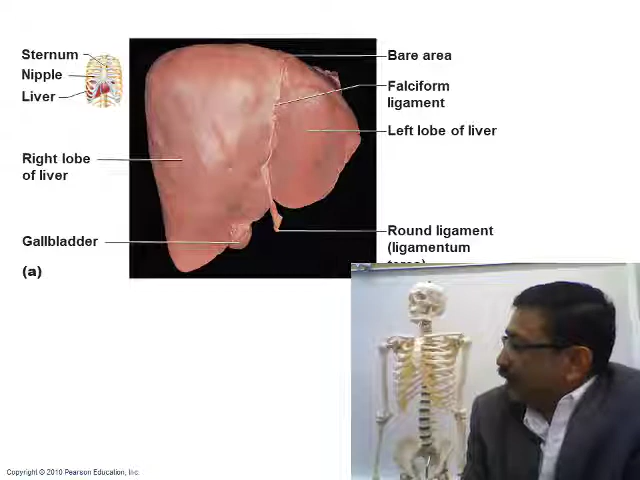 Sternum
Nipple
Liver
Right lobe
of liver
Gallbladder
(a)
Bare area
Falciform
ligament
Left lobe of liver
Round ligament
(ligamentum
Copyright © 2010 Pearson Education, Inc.